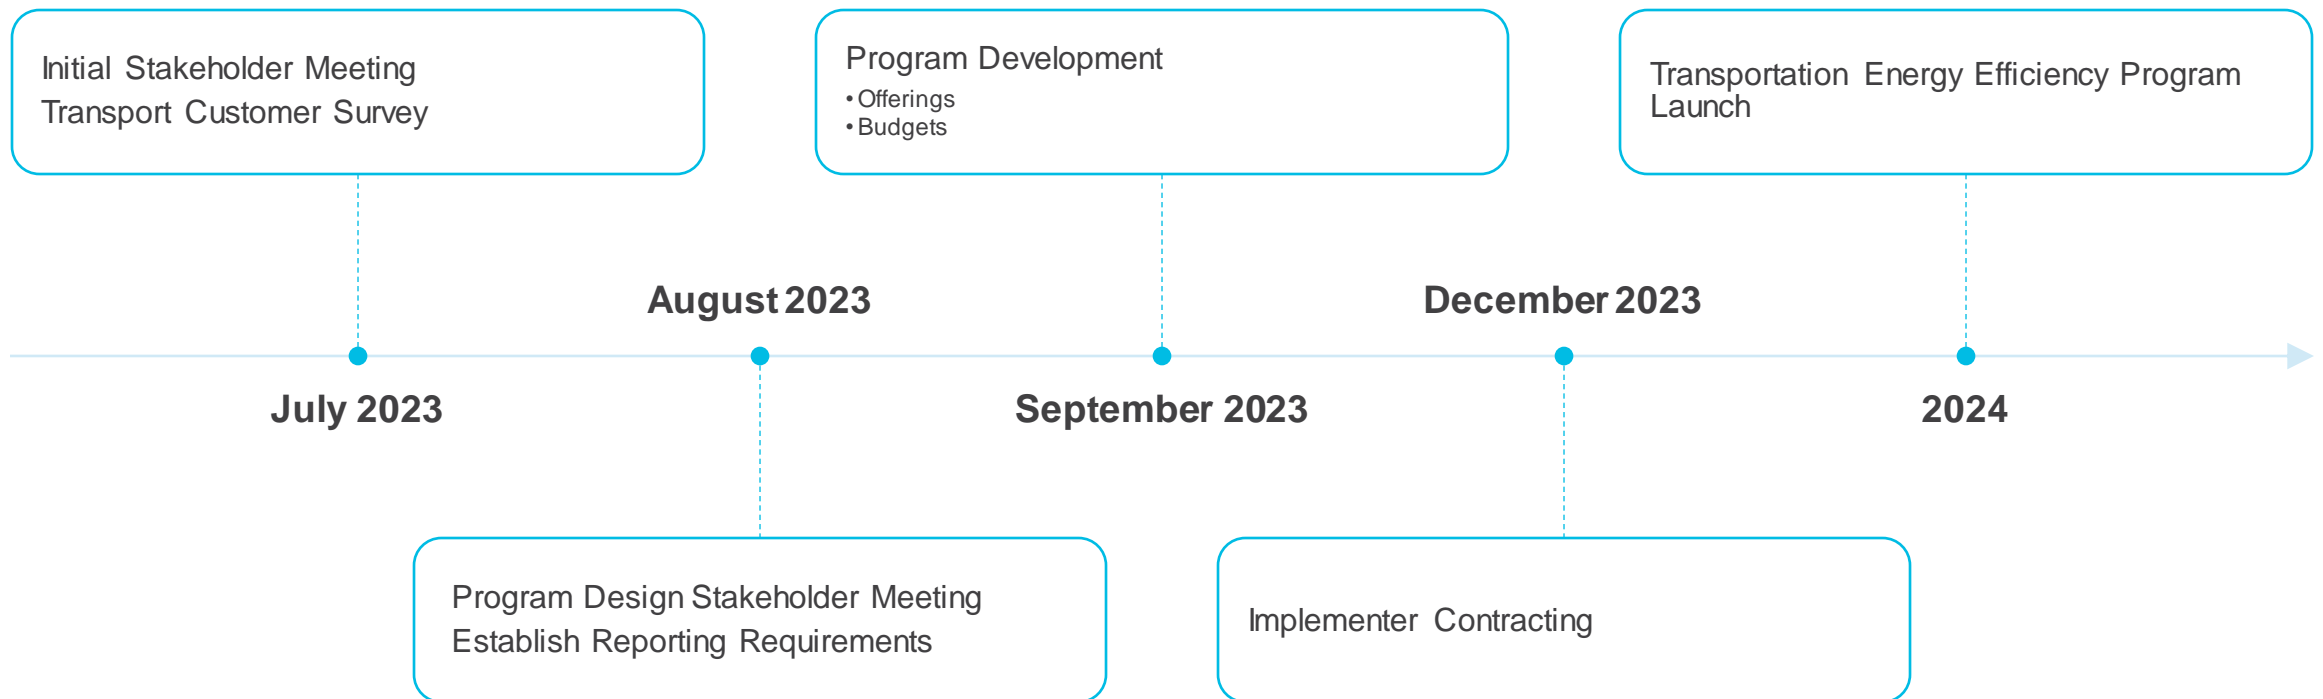 Initial Stakeholder Meeting
Transport Customer Survey
Program Development
• Offerings
• Budgets
Transportation Energy Efficiency Program
Launch
August 2023
December 2023
July 2023
September 2023
2024
Program Design Stakeholder Meeting
Establish Reporting Requirements
Implementer Contracting